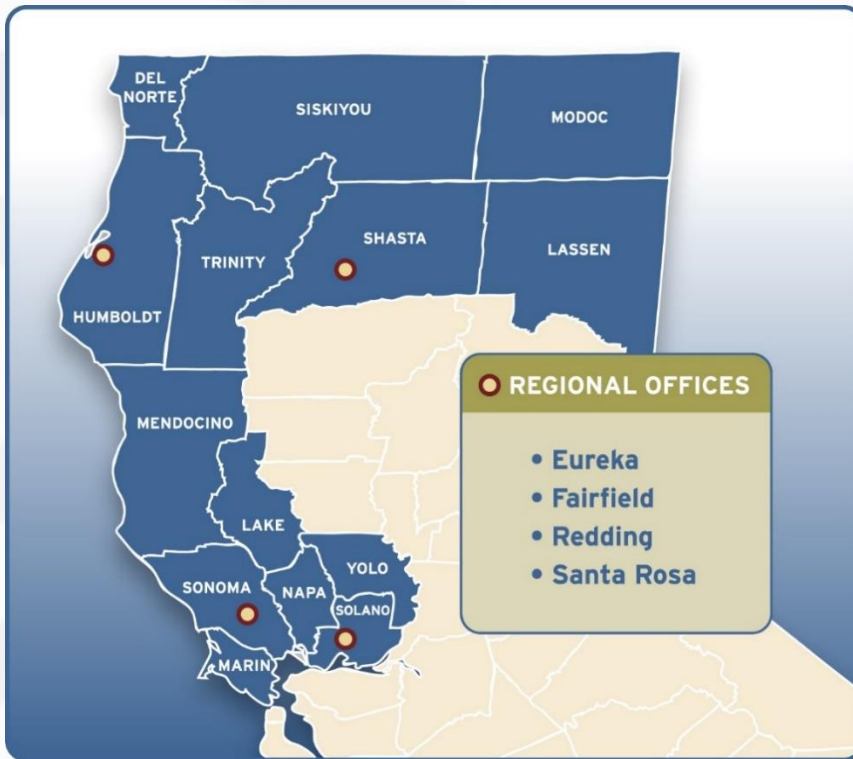 DEL
NORTE
SISKIYOU
MODOC
SHASTA
TRINITY
LASSEN
HUMBOLDT
REGIONAL OFFICES
MENDOCINO
• Eureka
• Fairfield
• Redding
• Santa Rosa
LAKE
YOLO
SONOMA
NAPA
SOLANO
MARIN